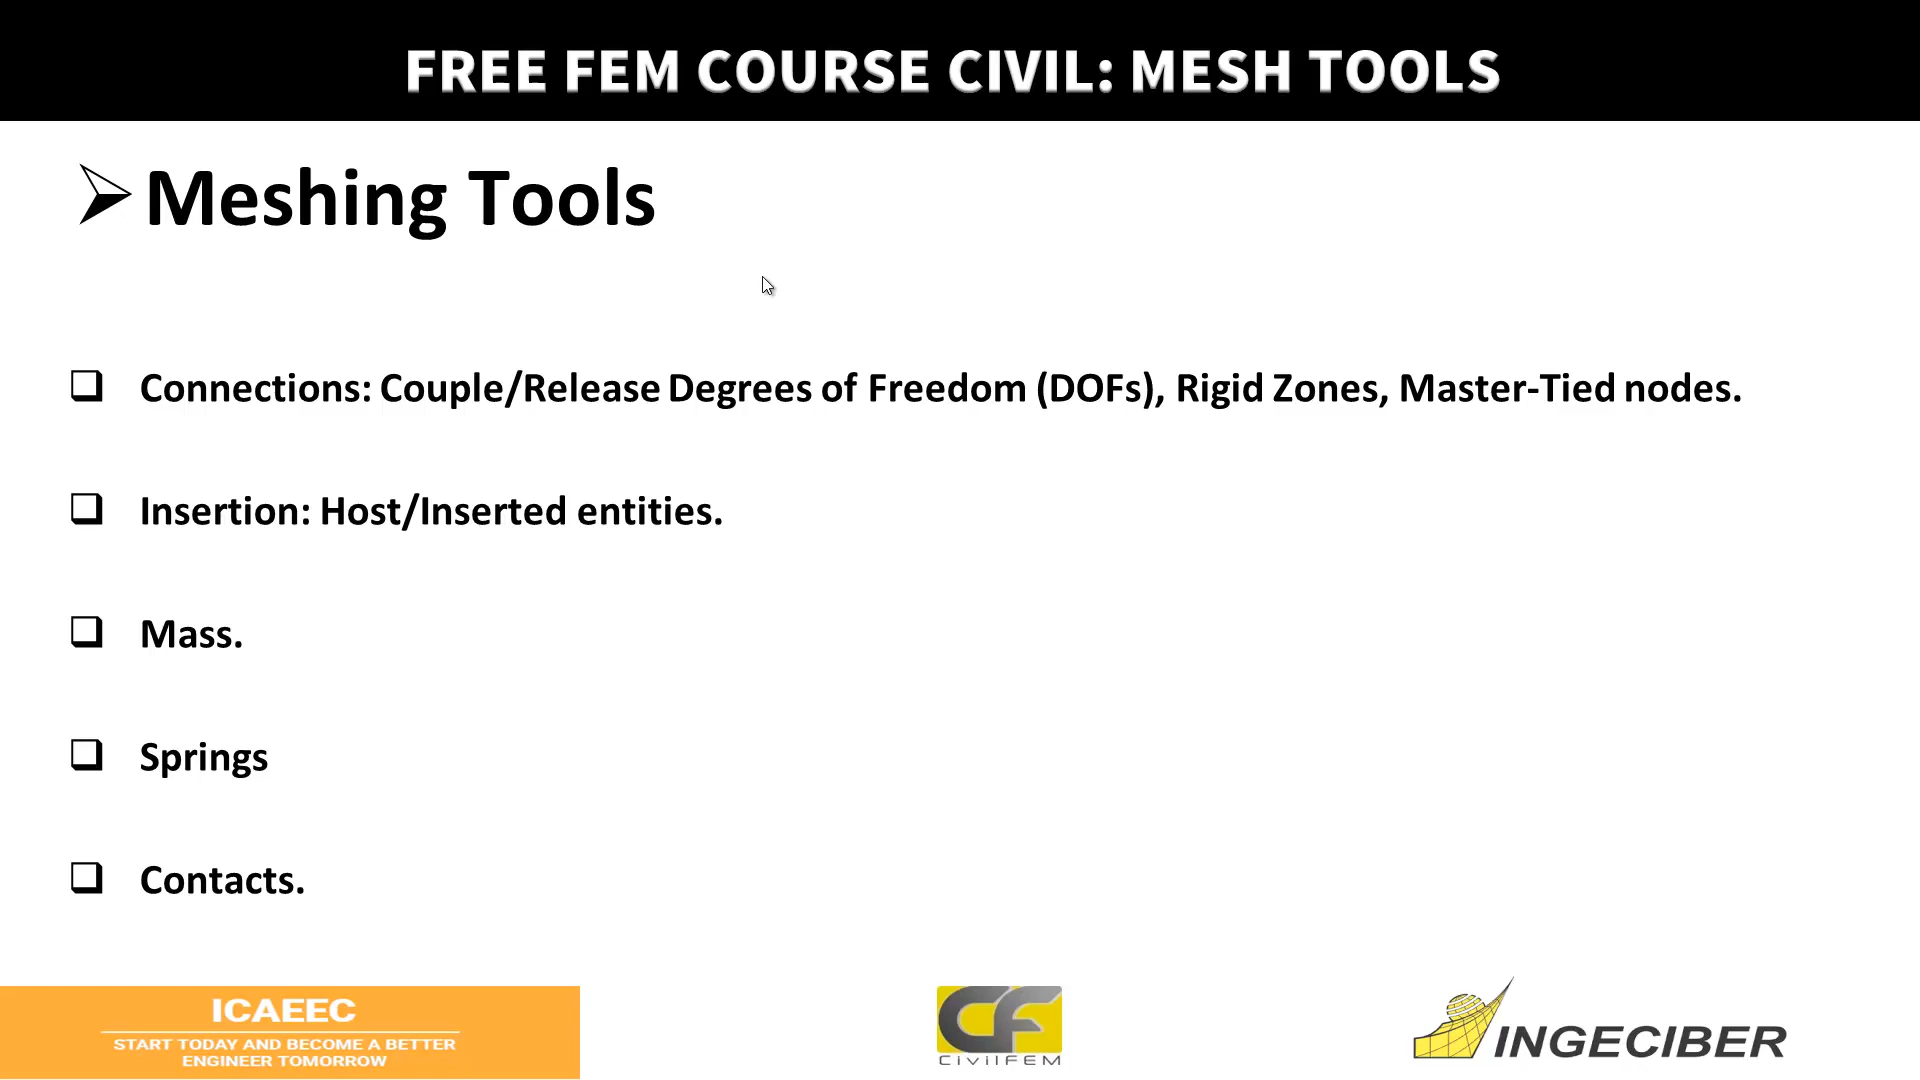 FREE FEM COURSE CIVIL: MESH TOOLS
Meshing Tools
Connections: Couple/Release Degrees of Freedom (DOFs), Rigid Zones, Master-Tied nodes.
Insertion: Host/Inserted entities.
Mass.
Springs
Contacts.
ICAEEC
START TODAY AND BECOME A BETTER
ENGINEER TOMORROW
CF
CivilFEM
INGECIBER